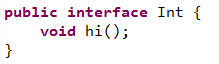 public interface Int {
    void hi();
}